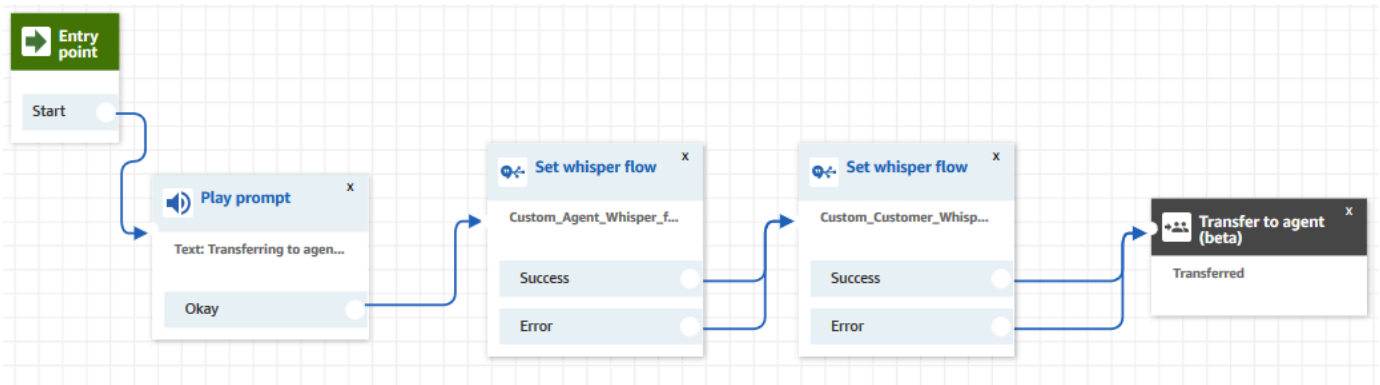 Entry
point
Start
x
Play prompt
Text: Transferring to agen...
Okay
x
Set whisper flow
Custom_Agent_Whisper_f...
Success
Error
x
Set whisper flow
Custom_Customer_Whisp...
Success
Error
x
Transfer to agent
(beta)
Transferred